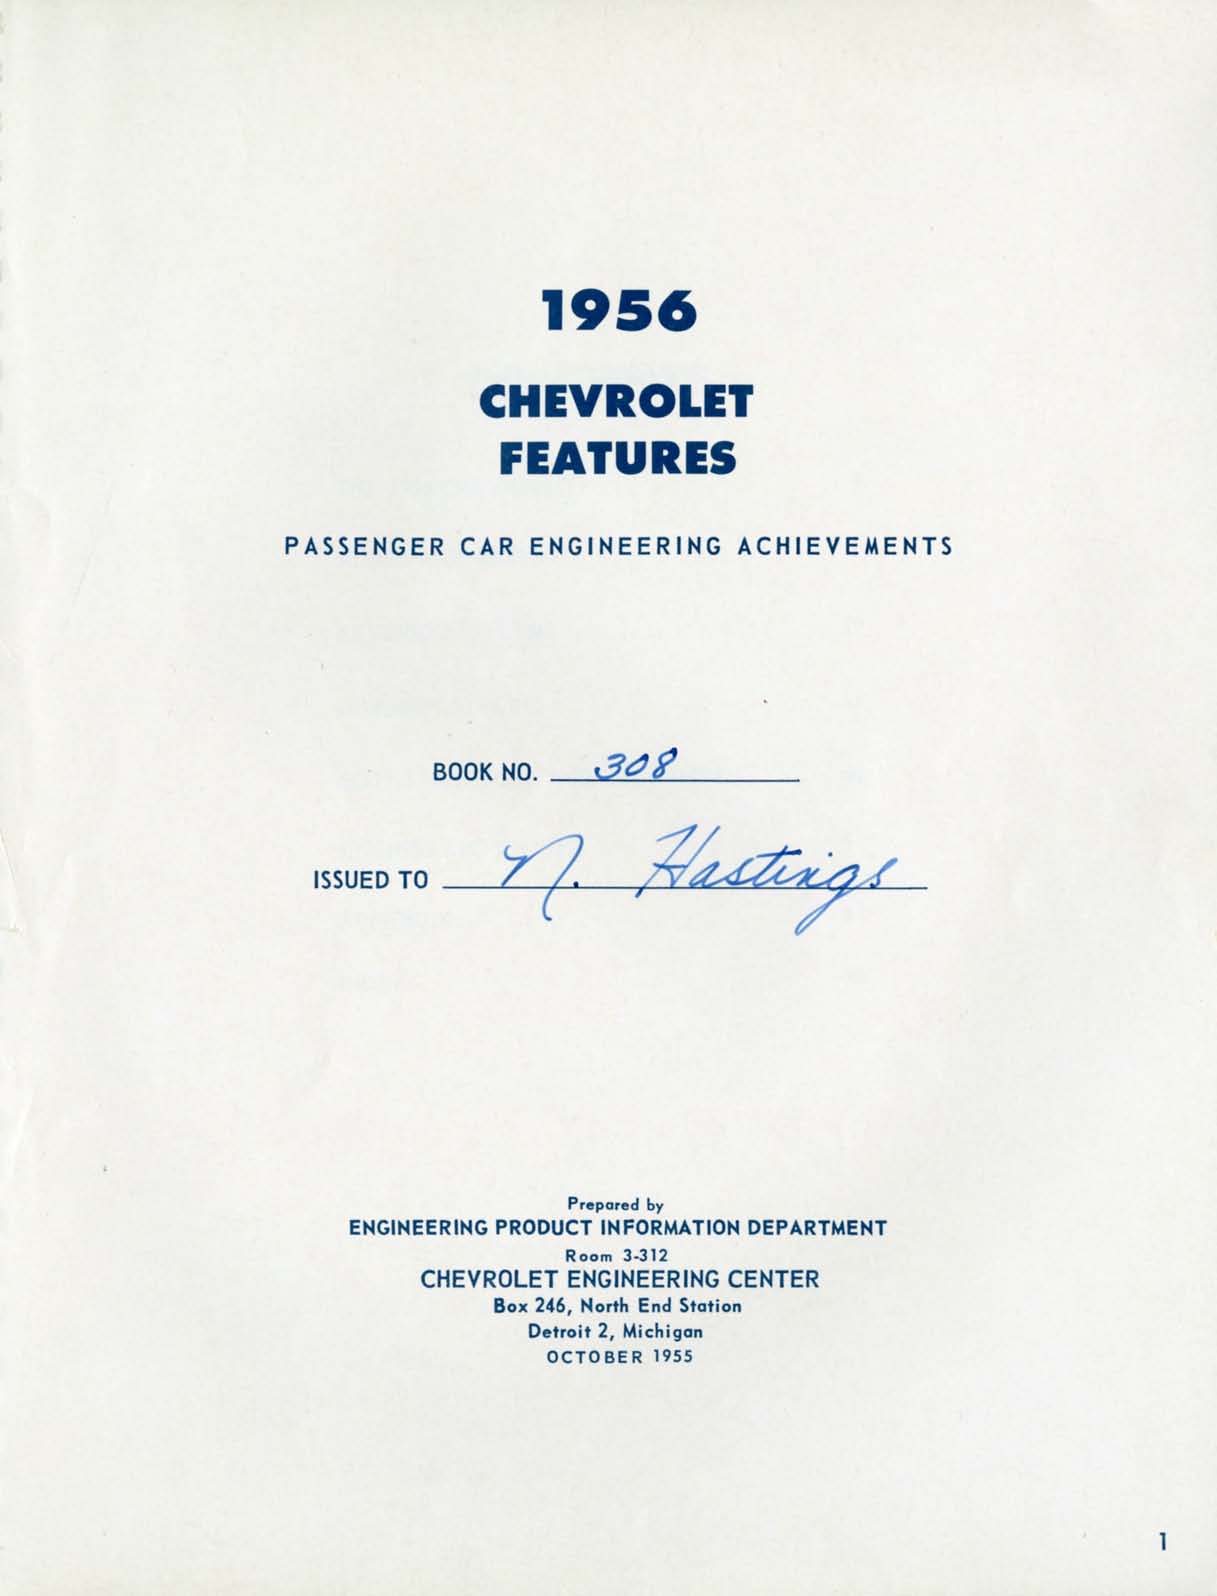 1956
CHEVROLET
FEATURES
PASSENGER CAR ENGINEERING ACHIEVEMENTS
BOOK NO. 308
ISSUED TO N. Hastings
Prepared by
ENGINEERING PRODUCT INFORMATION DEPARTMENT
Room 3-312
CHEVROLET ENGINEERING CENTER
Box 246, North End Station
Detroit 2, Michigan
OCTOBER 1955
1